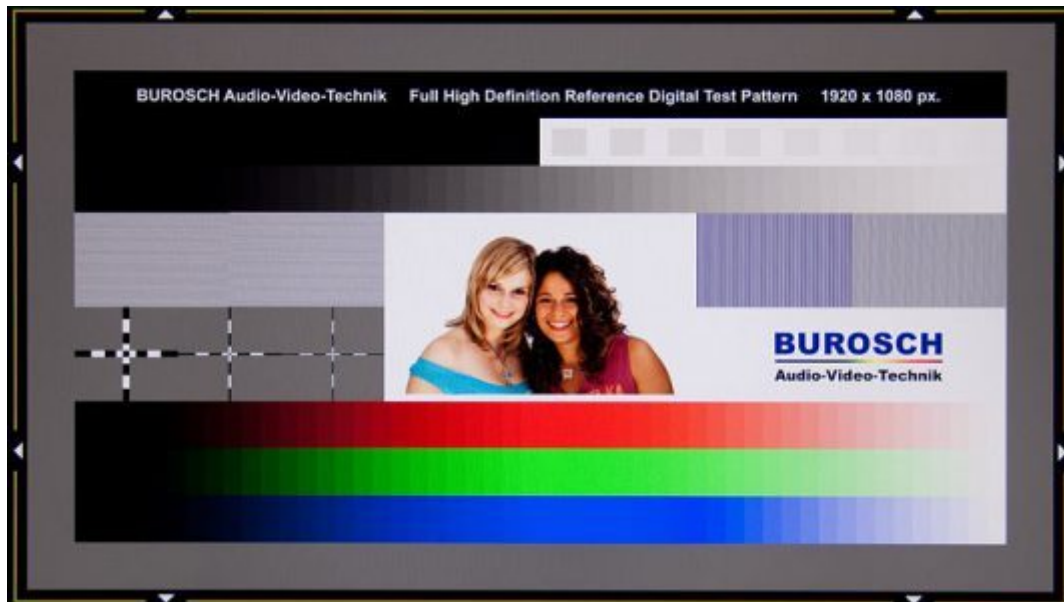 BUROSCH Audio-Video-Technik Full High Definition Reference Digital Test Pattern 1920 x 1080 px.
BUROSCH
Audio-Video-Technik